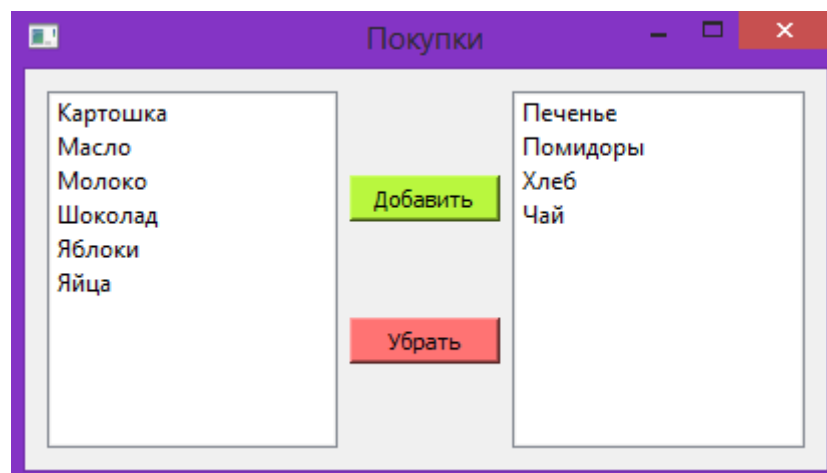 Покупки
Картошка
Масло
Молоко
Шоколад
Яблоки
Яйца
Добавить
Убрать
Печенье
Помидоры
Хлеб
Чай